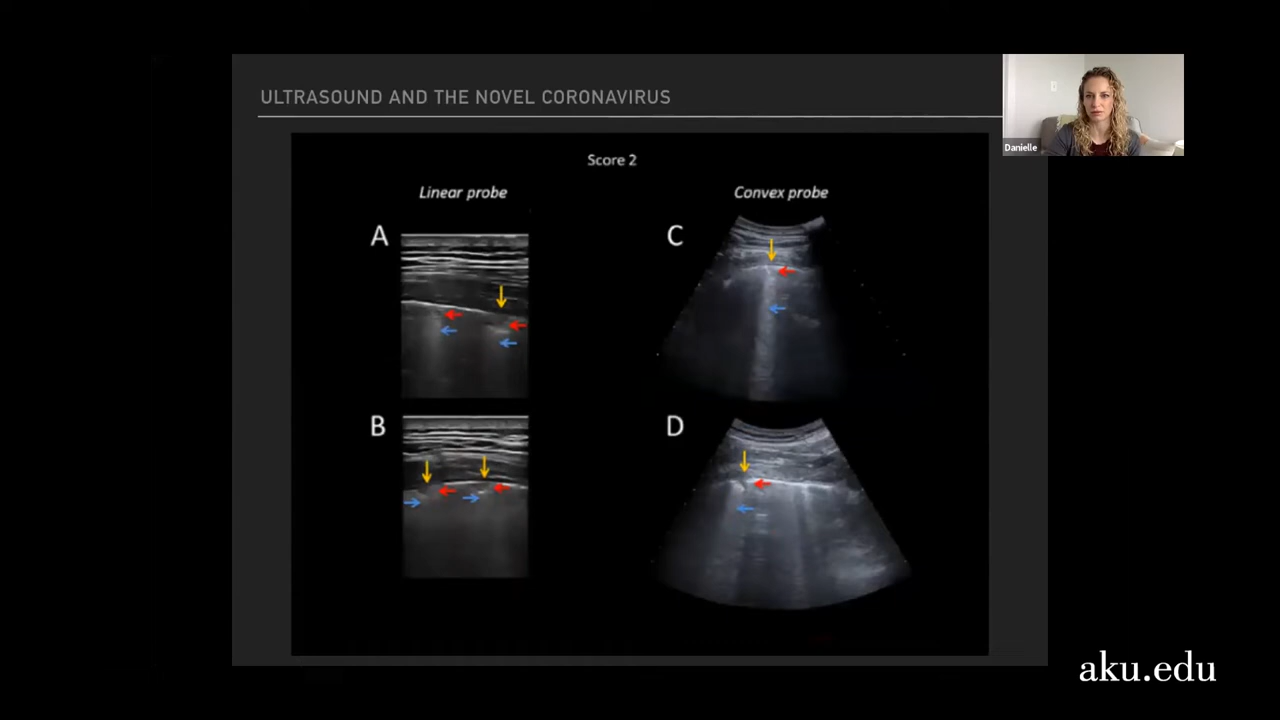 ULTRASOUND AND THE NOVEL CORONAVIRUS
Danielle
Score 2
Linear probe
Convex probe
A
C
B
D
aku.edu